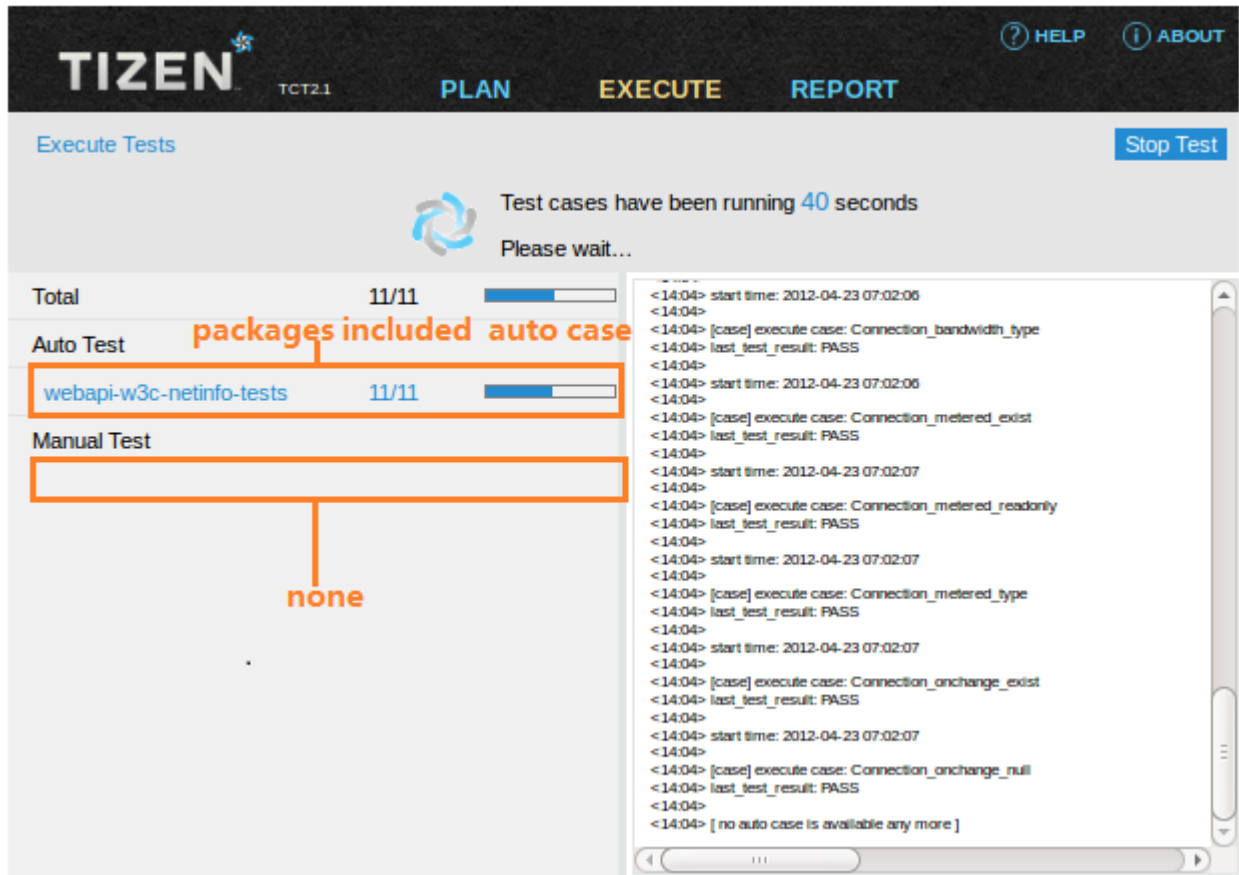 HELP ABOUT
TIZEN TCT2.1 PLAN EXECUTE REPORT
Execute Tests Stop Test
Test cases have been running 40 seconds
Please wait...
Total 11/11
packages included auto case
Auto Test
webapi-w3c-netinfo-tests 11/11
Manual Test
none
<14:04> start time: 2012-04-23 07:02:06
<14:04>
<14:04> [case] execute case: Connection_bandwidth_type
<14:04> last_test_result: PASS
<14:04>
<14:04> start time: 2012-04-23 07:02:06
<14:04>
<14:04> [case] execute case: Connection_metered_exist
<14:04> last_test_result: PASS
<14:04>
<14:04> start time: 2012-04-23 07:02:07
<14:04>
<14:04> [case] execute case: Connection_metered_readonly
<14:04> last_test_result: PASS
<14:04>
<14:04> start time: 2012-04-23 07:02:07
<14:04>
<14:04> [case] execute case: Connection_metered_type
<14:04> last_test_result: PASS
<14:04>
<14:04> start time: 2012-04-23 07:02:07
<14:04>
<14:04> [case] execute case: Connection_onchange_exist
<14:04> last_test_result: PASS
<14:04>
<14:04> start time: 2012-04-23 07:02:07
<14:04>
<14:04> [case] execute case: Connection_onchange_null
<14:04> last_test_result: PASS
<14:04>
<14:04> [ no auto case is available any more ]